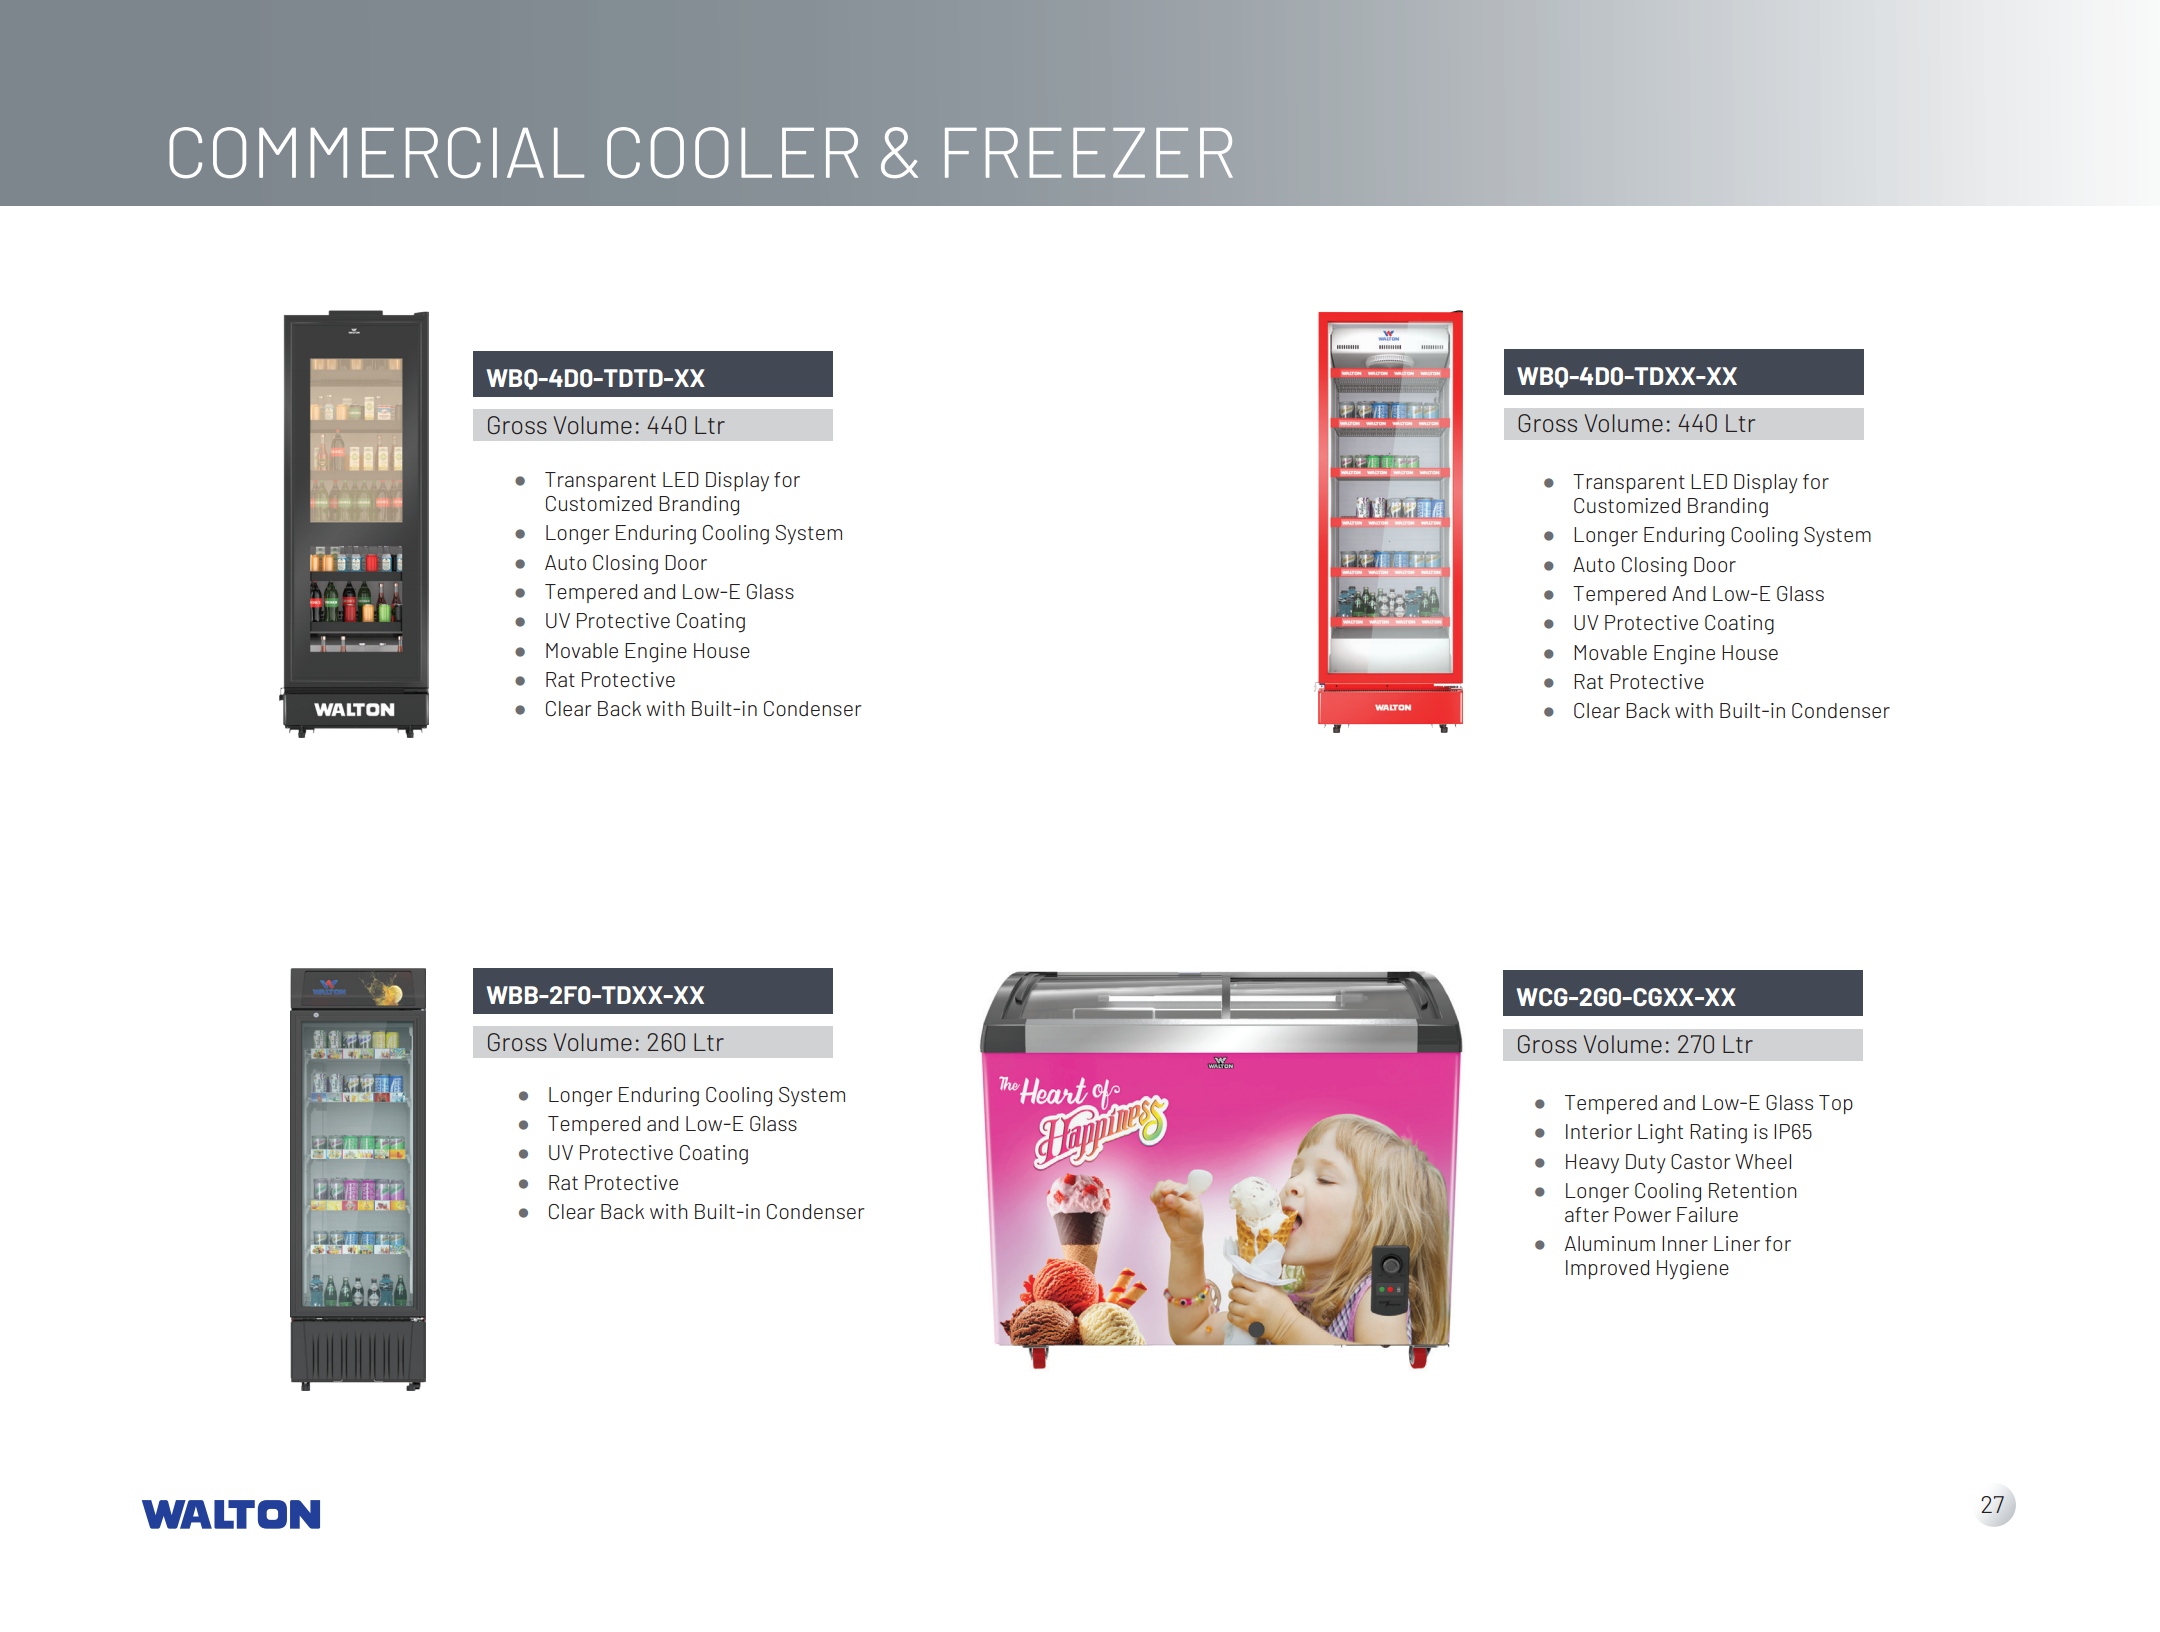 COMMERCIAL COOLER & FREEZER
WALTON
WBQ-4D0-TDTD-XX
Gross Volume: 440 Ltr
Transparent LED Display for
Customized Branding
Longer Enduring Cooling System
Auto Closing Door
Tempered and Low-E Glass
UV Protective Coating
Movable Engine House
Rat Protective
Clear Back with Built-in Condenser
WALTON
WALTON
WBQ-4D0-TDXX-XX
Gross Volume: 440 Ltr
Transparent LED Display for
Customized Branding
Longer Enduring Cooling System
Auto Closing Door
Tempered And Low-E Glass
UV Protective Coating
Movable Engine House
Rat Protective
Clear Back with Built-in Condenser
WALTON
WBB-2F0-TDXX-XX
Gross Volume: 260 Ltr
Longer Enduring Cooling System
Tempered and Low-E Glass
UV Protective Coating
Rat Protective
Clear Back with Built-in Condenser
WALTON
The Heart of
Happiness
WCG-2G0-CGXX-XX
Gross Volume: 270 Ltr
Tempered and Low-E Glass Top
Interior Light Rating is IP65
Heavy Duty Castor Wheel
Longer Cooling Retention
after Power Failure
Aluminum Inner Liner for
Improved Hygiene
WALTON
27